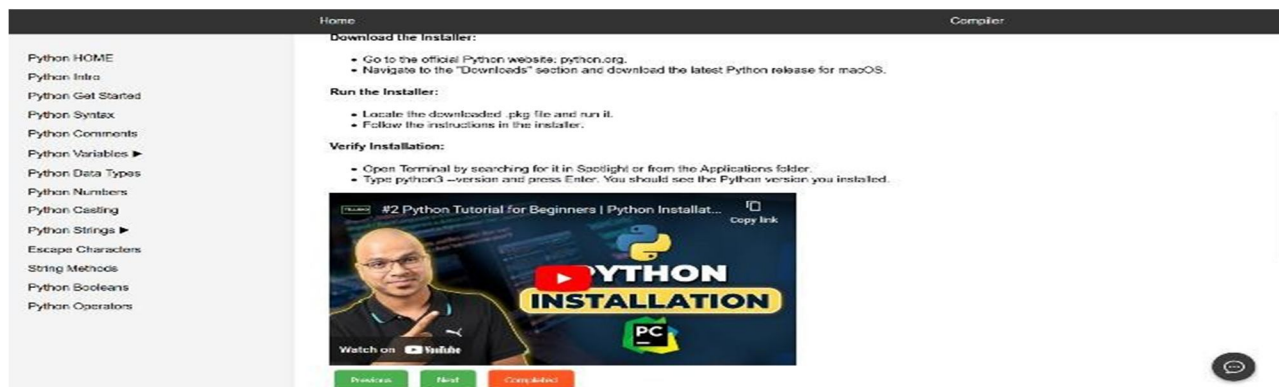 Home
Compiler
Python HOME
Python Intro
Python Get Started
Python Syntax
Python Comments
Python Variables ►
Python Data Types
Python Numbers
Python Casting
Python Strings ►
Escape Characters
String Methods
Python Booleans
Python Operators
Download the Installer:
• Go to the official Python website: python.org.
• Navigate to the "Downloads" section and download the latest Python release for macOS.
Run the Installer:
• Locate the downloaded .pkg file and run it.
• Follow the instructions in the installer.
Verify Installation:
• Open Terminal by searching for it in Spotlight or from the Applications folder.
• Type python3 --version and press Enter. You should see the Python version you installed.
#2 Python Tutorial for Beginners | Python Installat...
Copy link
PYTHON
INSTALLATION
PC
Watch on YouTube
Previous
Next
Completed